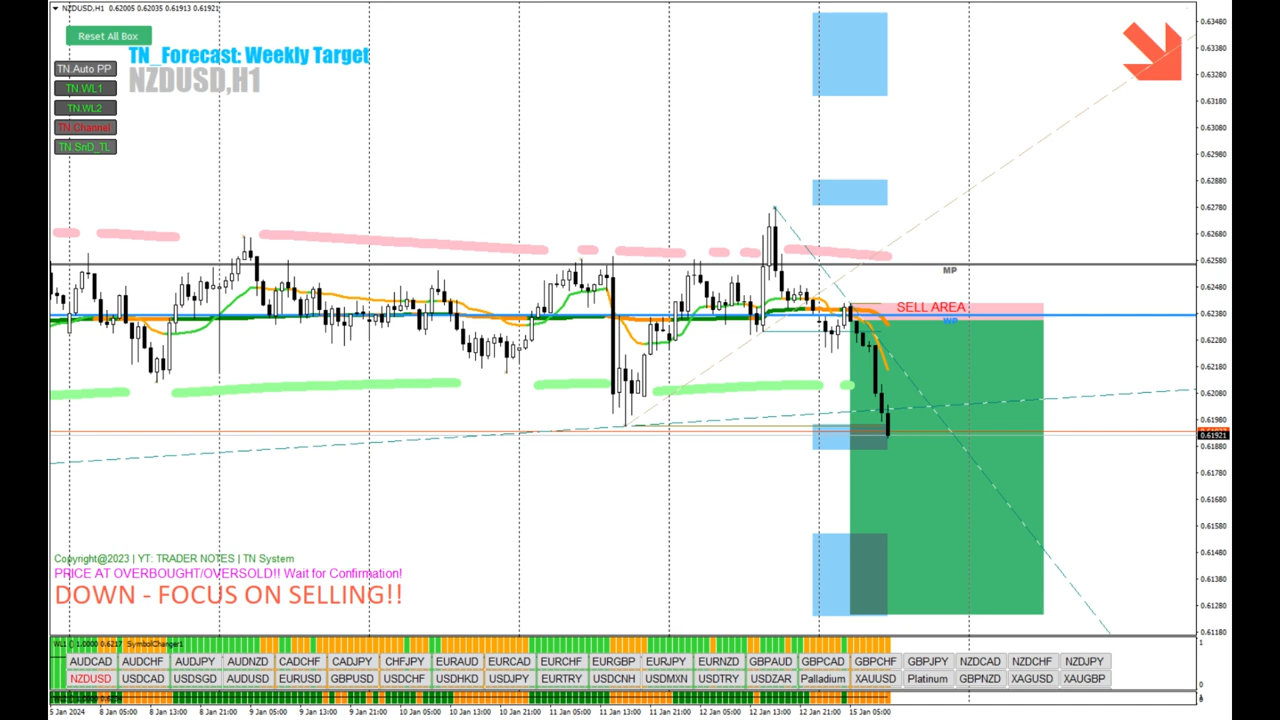 NZDUSD,H1 0.62005 0.62035 0.61913 0.61921
Reset All Box
TN_Forecast: Weekly Target
NZDUSD,H1
TN Auto PP
TN.WL1
TN.WL2
TN.Channel
TN.SnD_TL
0.63480
0.63380
0.63280
0.63180
0.63080
0.62980
0.62880
0.62780
0.62680
0.62580
0.62480
0.62380
0.62280
0.62180
0.62080
0.61980
0.61921
0.61880
0.61780
0.61680
0.61580
0.61480
0.61380
0.61280
0.61180
MP
SELL AREA
WP
Copyright@2023 | YT: TRADER NOTES | TN System
PRICE AT OVERBOUGHT/OVERSOLD!! Wait for Confirmation!
DOWN - FOCUS ON SELLING!!
SymbolChanger1
1
AUDCAD AUDCHF AUDJPY AUDNZD CADCHF CADJPY CHFJPY EURAUD EURCAD EURCHF EURGBP EURJPY EURNZD GBPAUD GBPCAD GBPCHF GBPJPY NZDCAD NZDCHF NZDJPY
NZDUSD USDCAD USDSGD AUDUSD EURUSD GBPUSD USDCHF USDHKD USDJPY EURTRY USDCNH USDMXN USDTRY USDZAR Palladium XAUUSD Platinum GBPNZD XAGUSD XAUGBP
0
5 Jan 2024 8 Jan 05:00 8 Jan 13:00 8 Jan 21:00 9 Jan 05:00 9 Jan 13:00 9 Jan 21:00 10 Jan 05:00 10 Jan 13:00 10 Jan 21:00 11 Jan 05:00 11 Jan 13:00 11 Jan 21:00 12 Jan 05:00 12 Jan 13:00 12 Jan 21:00 15 Jan 05:00